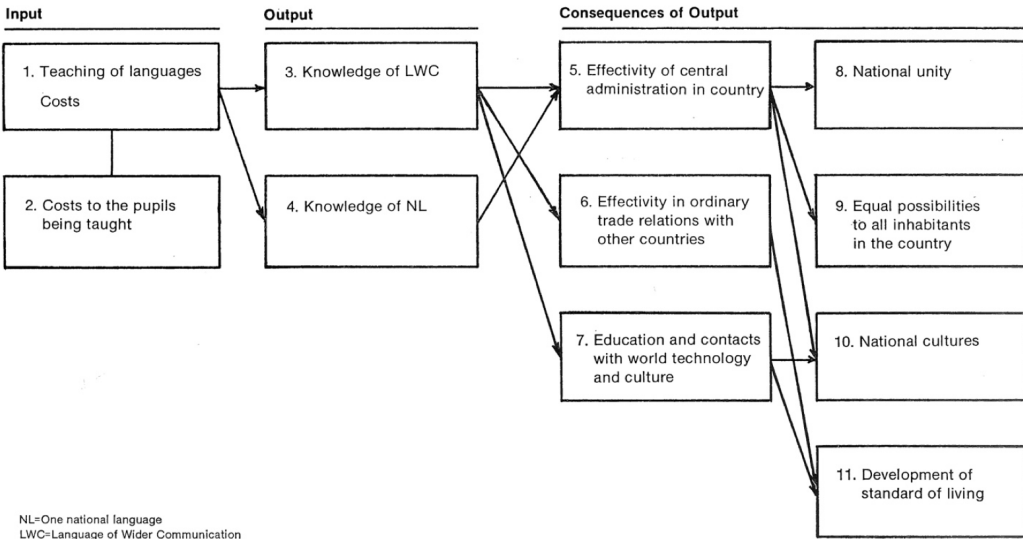 Input
Output
Consequences of Output
1. Teaching of languages
Costs
2. Costs to the pupils
being taught
3. Knowledge of LWC
4. Knowledge of NL
5. Effectivity of central
administration in country
6. Effectivity in ordinary
trade relations with
other countries
7. Education and contacts
with world technology
and culture
8. National unity
9. Equal possibilities
to all inhabitants
in the country
10. National cultures
11. Development of
standard of living
NL=One national language
LWC=Language of Wider Communication